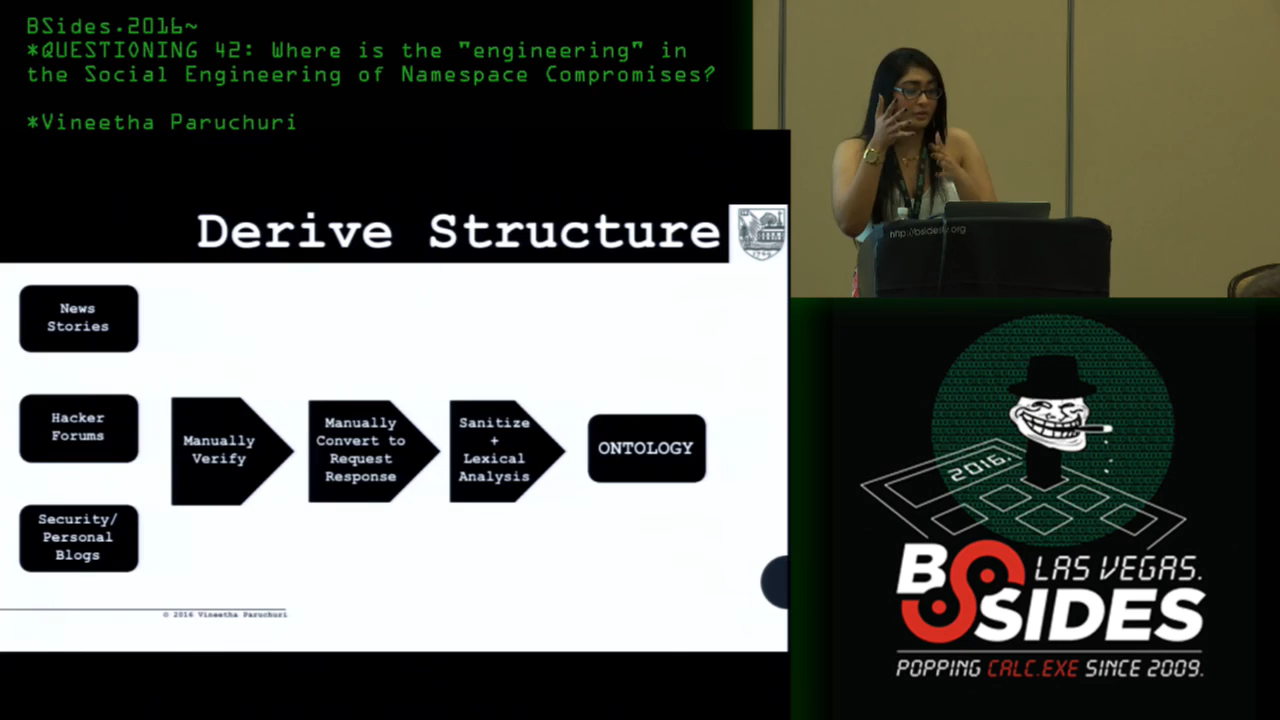 BSides.2016~
*QUESTIONING 42: Where is the "engineering" in
the Social Engineering of Namespace Compromises?
*Vineetha Paruchuri
Derive Structure
News
Stories
Hacker
Forums
Security/
Personal
Blogs
Manually
Verify
Manually
Convert to
Request
Response
Sanitize
+
Lexical
Analysis
ONTOLOGY
© 2016 Vineetha Paruchuri
2016.
BSIDES
LAS VEGAS.
POPPING CALC.EXE SINCE 2009.